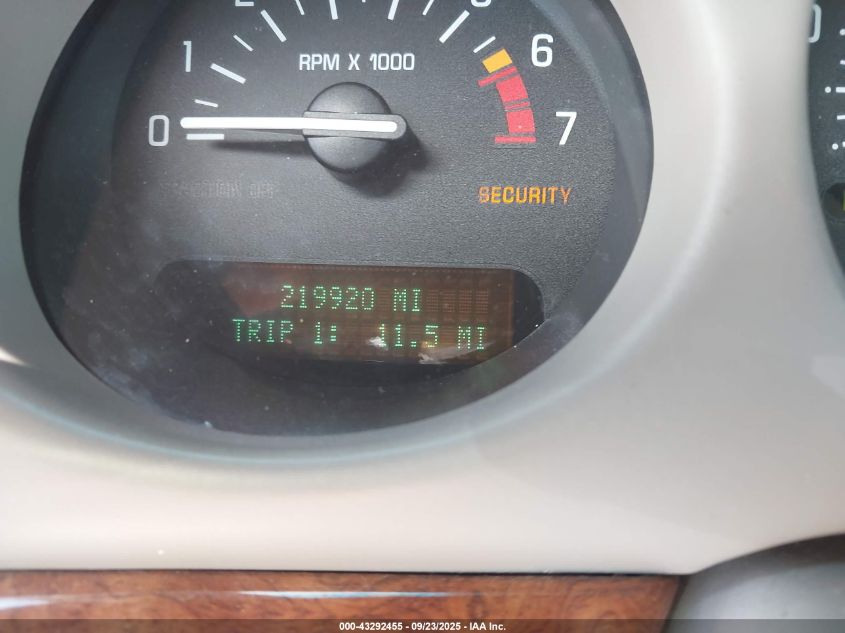 1
RPM X 1000
6
0
7
SECURITY
219920 MI
TRIP 1: 11.5 MI
000-43292455 - 09/23/2025 - IAA Inc.